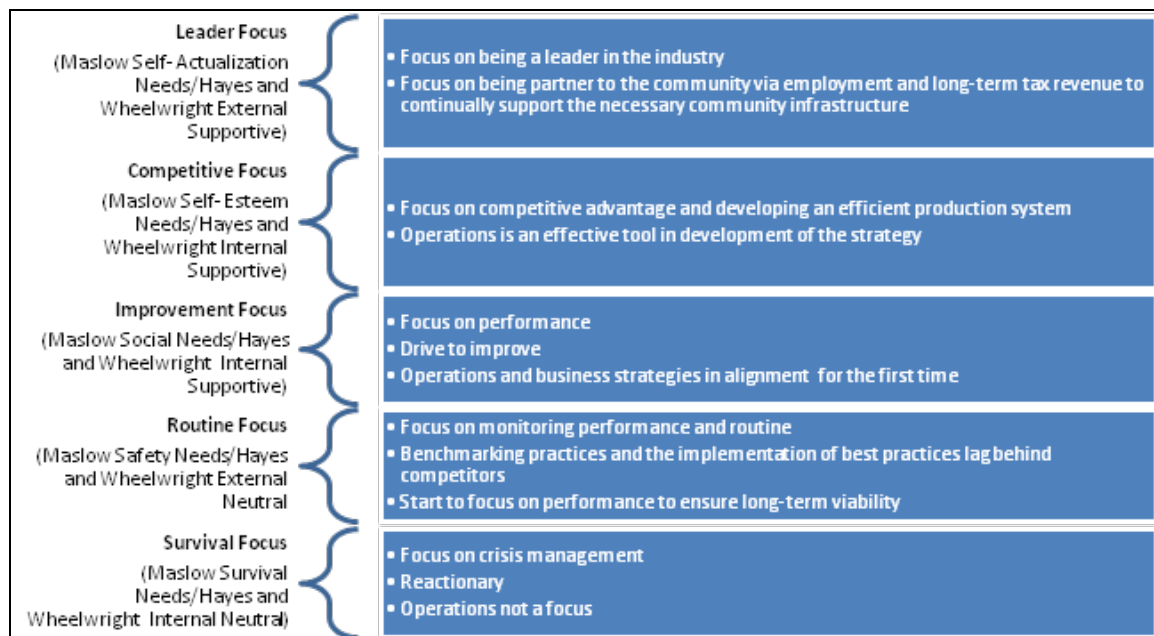 Leader Focus
(Maslow Self-Actualization
Needs/Hayes and
Wheelwright External
Supportive)
• Focus on being a leader in the industry
• Focus on being partner to the community via employment and long-term tax revenue to
continually support the necessary community infrastructure
Competitive Focus
(Maslow Self-Esteem
Needs/Hayes and
Wheelwright Internal
Supportive)
• Focus on competitive advantage and developing an efficient production system
• Operations is an effective tool in development of the strategy
Improvement Focus
(Maslow Social Needs/Hayes
and Wheelwright Internal
Supportive)
• Focus on performance
• Drive to improve
• Operations and business strategies in alignment for the first time
Routine Focus
(Maslow Safety Needs/Hayes
and Wheelwright External
Neutral
• Focus on monitoring performance and routine
• Benchmarking practices and the implementation of best practices lag behind
competitors
• Start to focus on performance to ensure long-term viability
Survival Focus
(Maslow Survival
Needs/Hayes and
Wheelwright Internal Neutral)
• Focus on crisis management
• Reactionary
• Operations not a focus